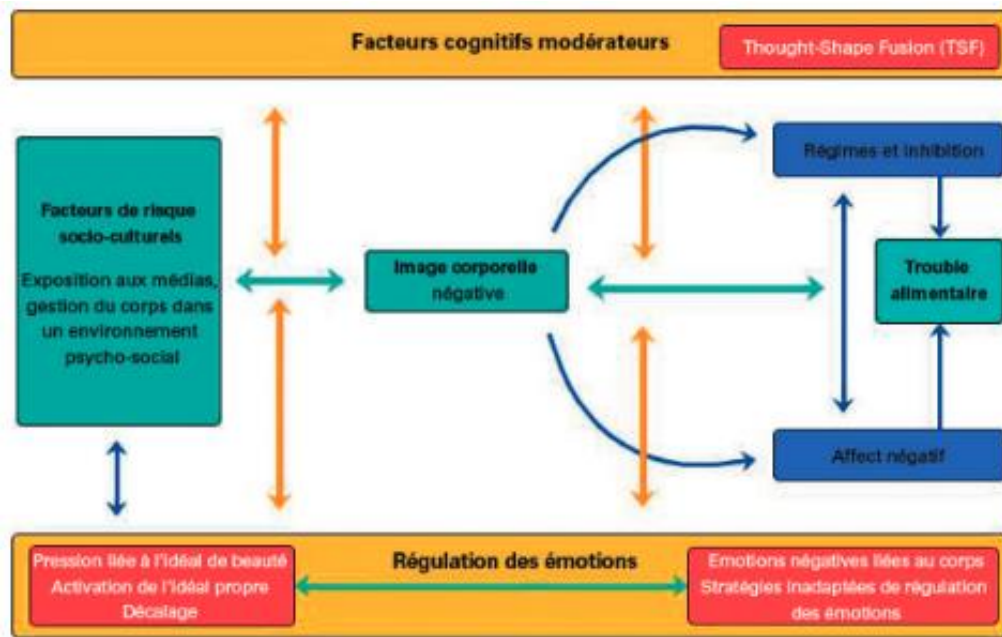 Facteurs cognitifs modérateurs
Thought-Shape Fusion (TSF)
Facteurs de risque
socio-culturels
Exposition aux médias,
gestion du corps dans
un environnement
psycho-social
Image corporelle
négative
Régimes et inhibition
Trouble
alimentaire
Affect négatif
Pression liée à l'idéal de beauté
Activation de l'idéal propre
Décalage
Régulation des émotions
Emotions négatives liées au corps
Stratégies inadaptées de régulation
des émotions